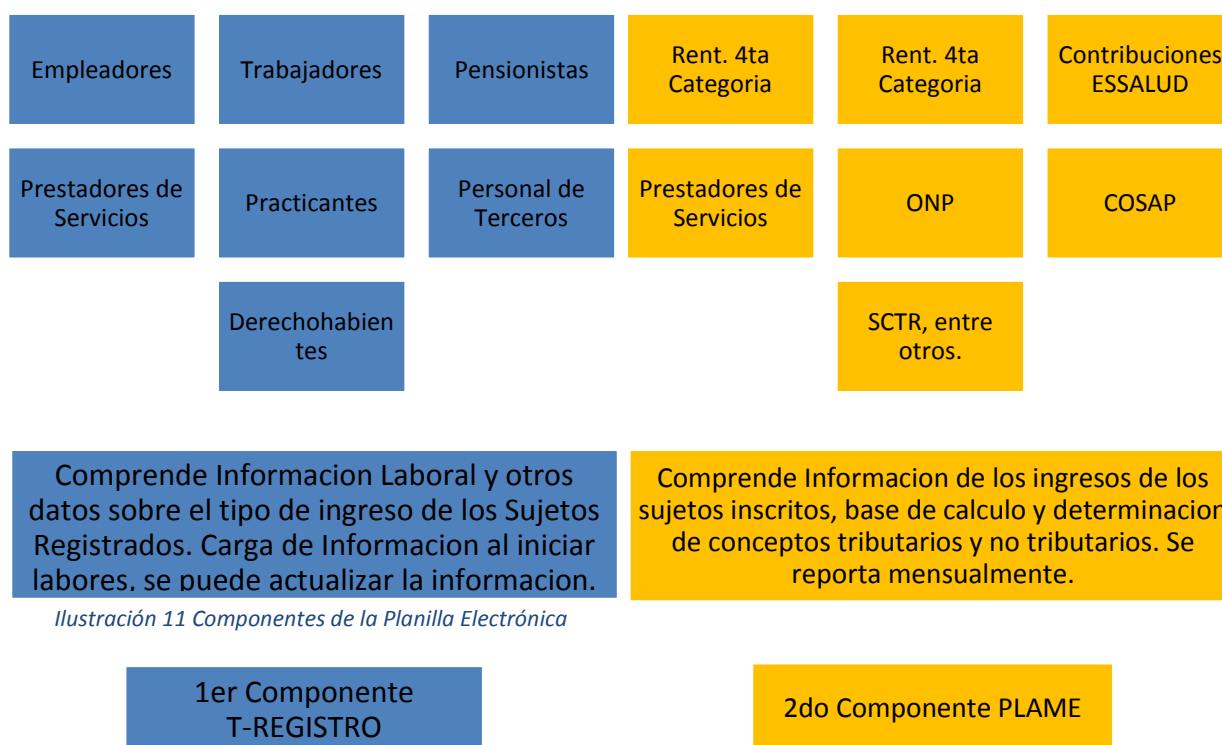 Empleadores
Trabajadores
Pensionistas
Rent. 4ta
Categoria
Rent. 4ta
Categoria
Contribuciones
ESSALUD
Prestadores de
Servicios
Practicantes
Personal de
Terceros
Prestadores de
Servicios
ONP
COSAP
Derechohabien
tes
SCTR, entre
otros.
Comprende Informacion Laboral y otros
datos sobre el tipo de ingreso de los Sujetos
Registrados. Carga de Informacion al iniciar
labores, se puede actualizar la informacion.
Comprende Informacion de los ingresos de los
sujetos inscritos, base de calculo y determinacion
de conceptos tributarios y no tributarios. Se
reporta mensualmente.
Ilustración 11 Componentes de la Planilla Electrónica
1er Componente
T-REGISTRO
2do Componente PLAME